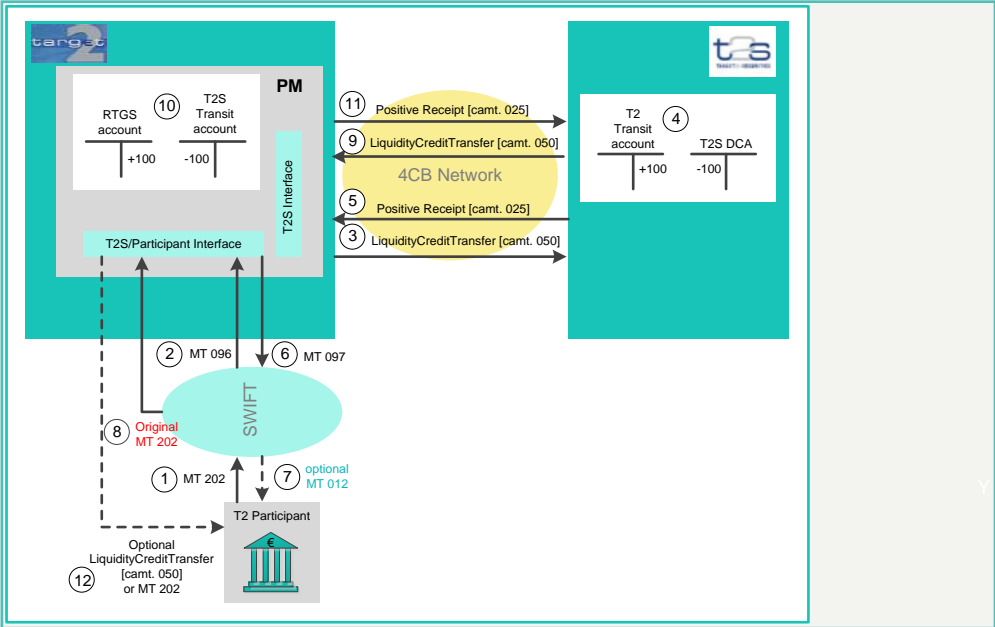 target
2
PM
10
RTGS
account
T2S
Transit
account
+100
-100
T2S Interface
T2S/Participant Interface
11
Positive Receipt [camt. 025]
9
LiquidityCreditTransfer [camt. 050]
4CB Network
5
Positive Receipt [camt. 025]
3
LiquidityCreditTransfer [camt. 050]
t2s
T2
Transit
account
4
T2S DCA
+100
-100
2
MT 096
6
MT 097
SWIFT
8
Original
MT 202
1
MT 202
7
optional
MT 012
T2 Participant
€
12
Optional
LiquidityCreditTransfer
[camt. 050]
or MT 202
Y